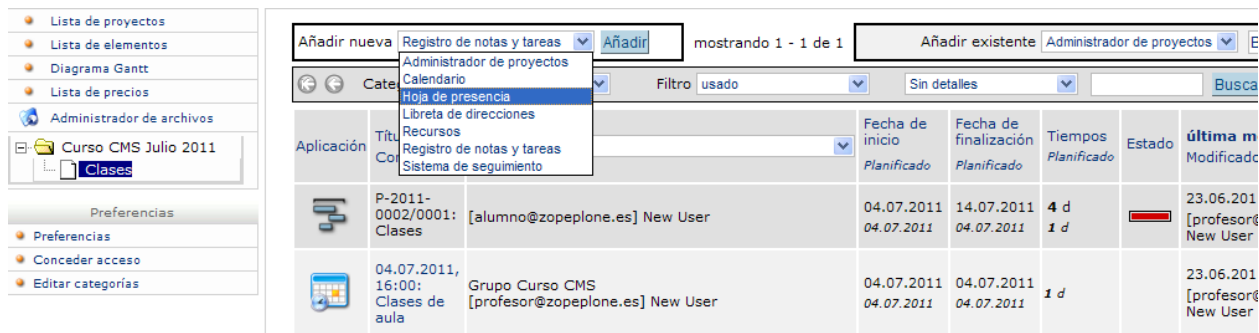 Lista de proyectos
Lista de elementos
Diagrama Gantt
Lista de precios
Administrador de archivos
Curso CMS Julio 2011
Clases
Preferencias
Preferencias
Conceder acceso
Editar categorías
Añadir nueva Registro de notas y tareas Añadir mostrando 1 - 1 de 1 Añadir existente Administrador de proyectos
Administrador de proyectos
Calendario
Hoja de presencia
Libreta de direcciones
Recursos
Registro de notas y tareas
Sistema de seguimiento
Cate Filtro usado Sin detalles Busca
Aplicación Títu Fecha de inicio Planificado Fecha de finalización Planificado Tiempos Planificado Estado última m
Co Modificado
P-2011-
0002/0001:
Clases
[alumno@zopeplone.es] New User
04.07.2011 14.07.2011 4 d
04.07.2011 04.07.2011 1 d
23.06.201
[profesor@
New User
04.07.2011,
16:00:
Clases de
aula
Grupo Curso CMS
[profesor@zopeplone.es] New User
04.07.2011 04.07.2011
04.07.2011 04.07.2011 1 d
23.06.201
[profesor@
New User